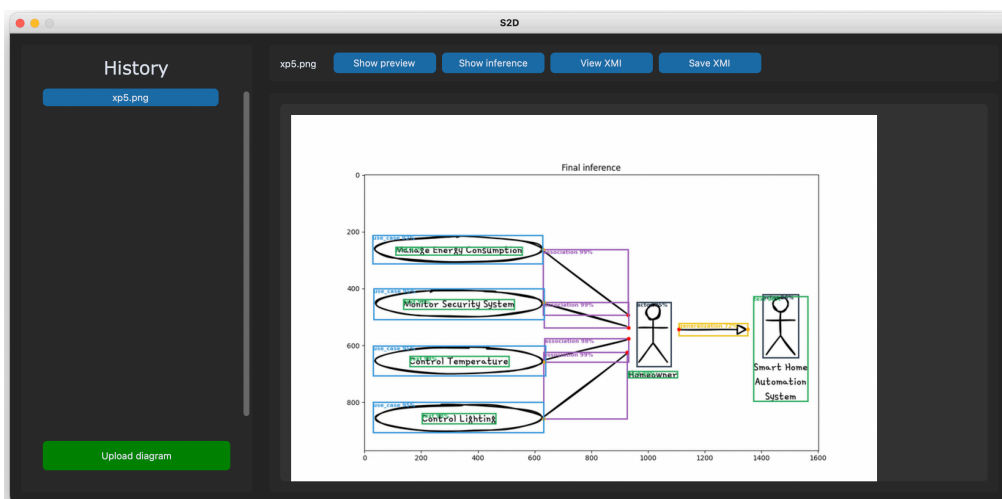 S2D
History
xp5.png
Upload diagram
xp5.png
Show preview
Show inference
View XMI
Save XMI
Final inference
0
200
400
600
800
0
200
400
600
800
1000
1200
1400
1600
Manage Energy Consumption
association 99%
Monitor Security System
association 99%
Control Temperature
association 98%
Control Lighting
association 99%
Homeowner
Smart Home
Automation
System